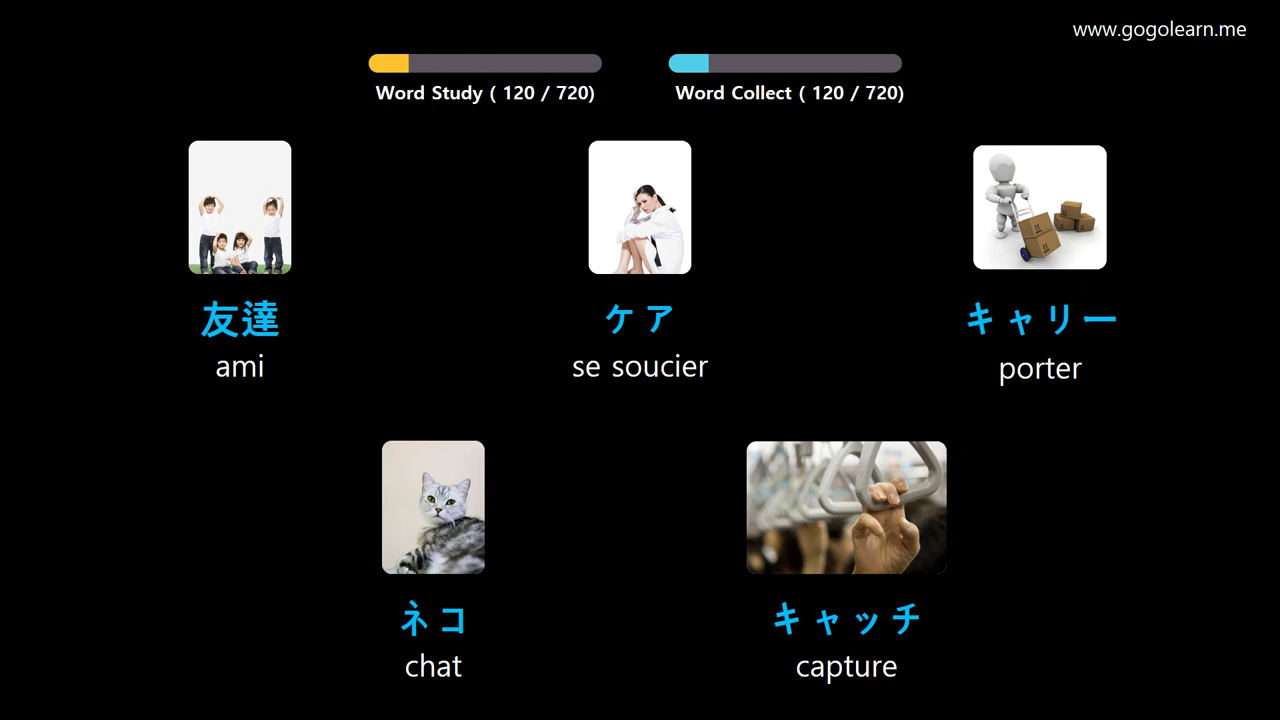 www.gogolearn.me
Word Study ( 120 / 720)
Word Collect ( 120 / 720)
友達
ami
ケア
se soucier
キャリー
porter
ネコ
chat
キャッチ
capture